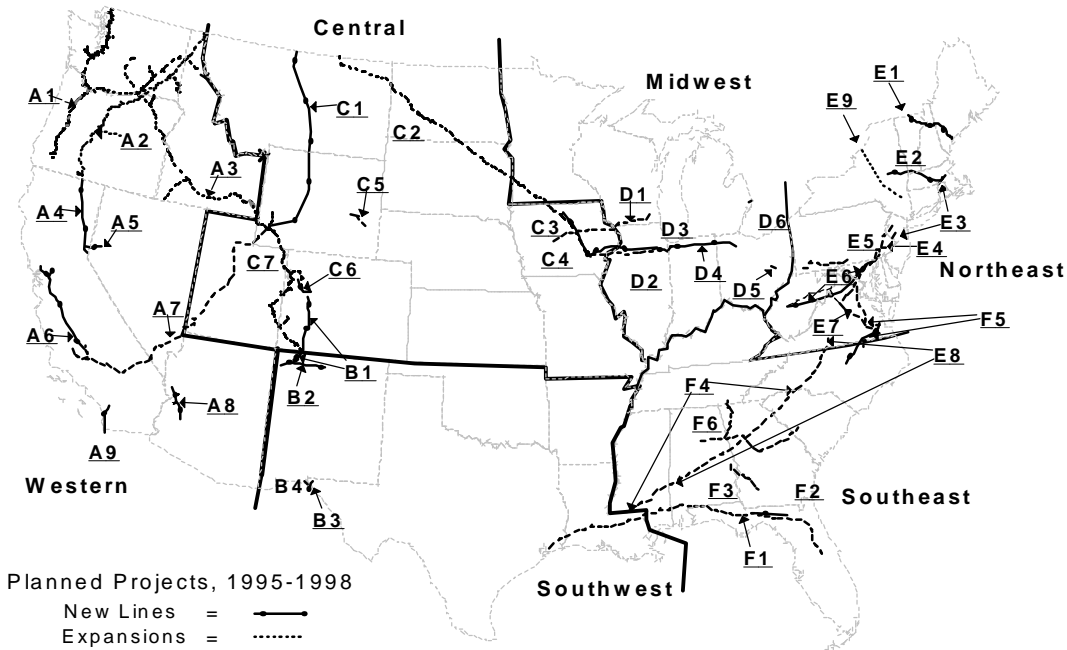 Central
Midwest
E1
A1
E9
C1
A2
C2
E2
A3
C5
D1
A4
A5
C3
D3
D6
E3
C7
C4
E5
E4
C6
D2
D4
D5
E6
Northeast
A7
E7
F5
A6
B1
E8
B2
F4
A8
F6
A9
Western
B4
F3
F2
Southeast
B3
F1
Southwest
Planned Projects, 1995-1998
New Lines =
Expansions =